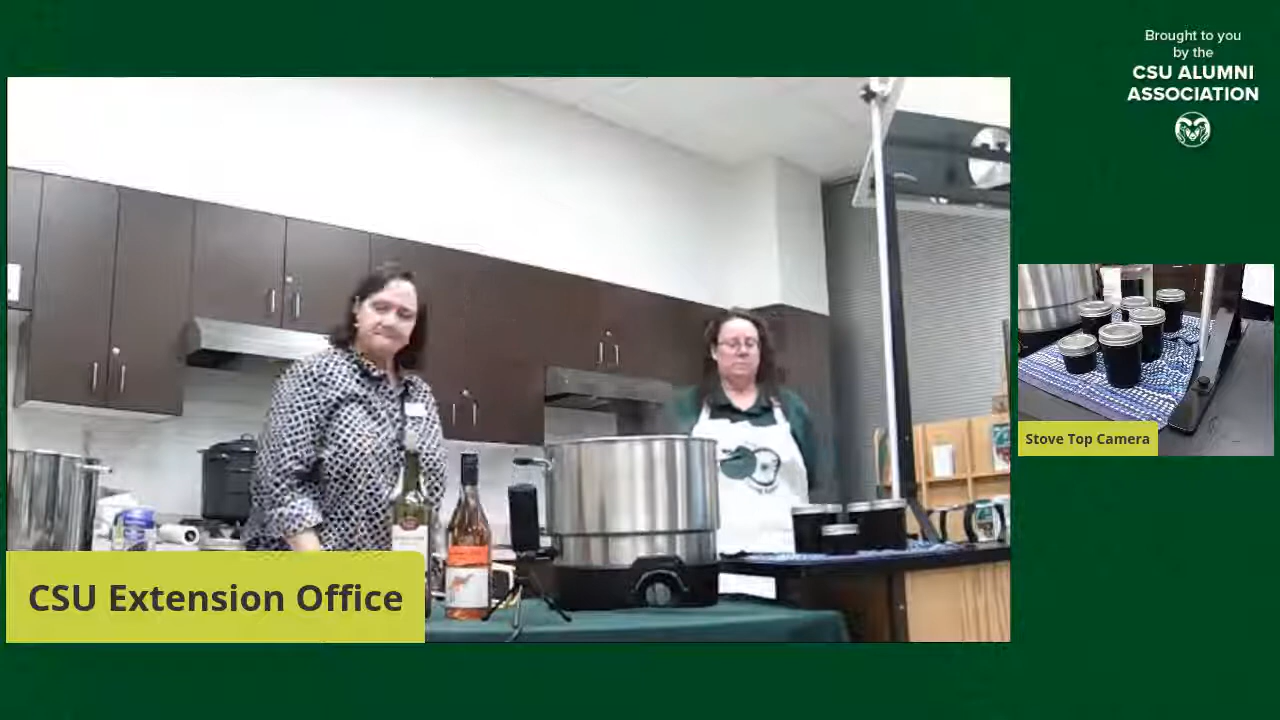 Brought to you
by the
CSU ALUMNI
ASSOCIATION
Stove Top Camera
CSU Extension Office